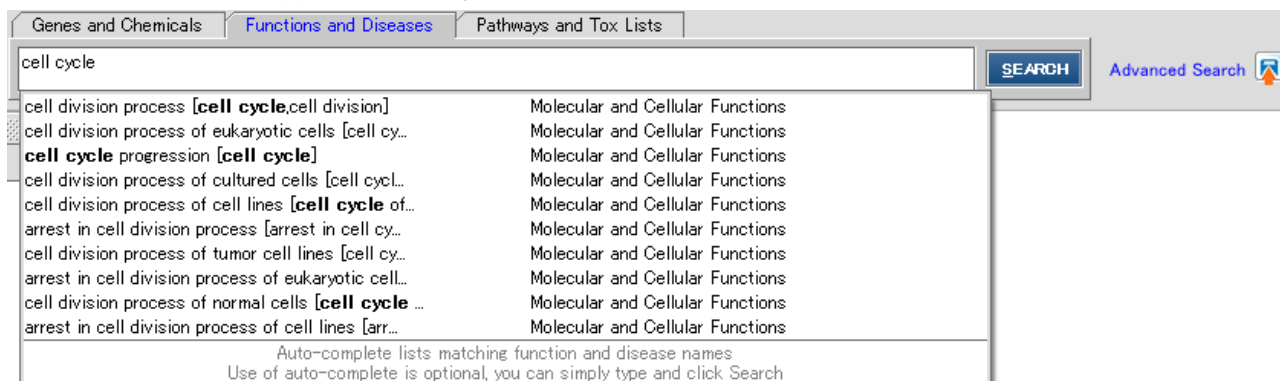 Genes and Chemicals Functions and Diseases Pathways and Tox Lists
cell cycle SEARCH Advanced Search
cell division process [cell cycle,cell division] Molecular and Cellular Functions
cell division process of eukaryotic cells [cell cy... Molecular and Cellular Functions
cell cycle progression [cell cycle] Molecular and Cellular Functions
cell division process of cultured cells [cell cycl... Molecular and Cellular Functions
cell division process of cell lines [cell cycle of... Molecular and Cellular Functions
arrest in cell division process [arrest in cell cy... Molecular and Cellular Functions
cell division process of tumor cell lines [cell cy... Molecular and Cellular Functions
arrest in cell division process of eukaryotic cell... Molecular and Cellular Functions
cell division process of normal cells [cell cycle ... Molecular and Cellular Functions
arrest in cell division process of cell lines [arr... Molecular and Cellular Functions
Auto-complete lists matching function and disease names
Use of auto-complete is optional, you can simply type and click Search